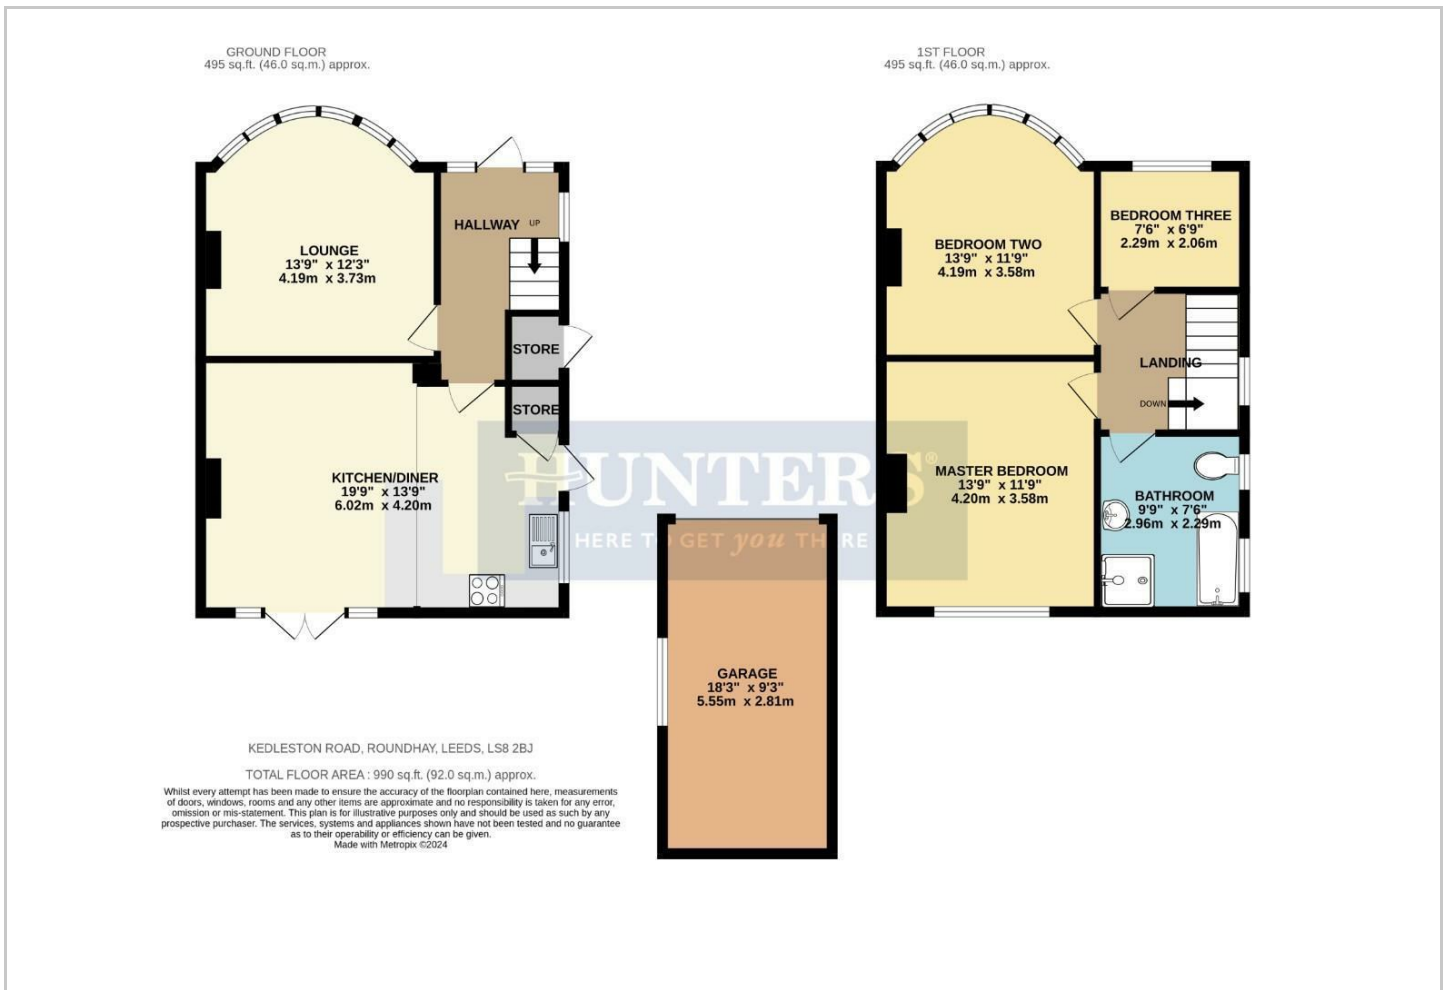 GROUND FLOOR
495 sq.ft. (46.0 sq.m.) approx.
1ST FLOOR
495 sq.ft. (46.0 sq.m.) approx.
LOUNGE
13'9" x 12'3"
4.19m x 3.73m
HALLWAY
UP
STORE
STORE
KITCHEN/DINER
19'9" x 13'9"
6.02m x 4.20m
BEDROOM TWO
13'9" x 11'9"
4.19m x 3.58m
BEDROOM THREE
7'6" x 6'9"
2.29m x 2.06m
LANDING
DOWN
MASTER BEDROOM
13'9" x 11'9"
4.20m x 3.58m
BATHROOM
9'9" x 7'6"
2.96m x 2.29m
HUNTERS®
HERE TO GET you THERE
GARAGE
18'3" x 9'3"
5.55m x 2.81m
KEDLESTON ROAD, ROUNDHAY, LEEDS, LS8 2BJ
TOTAL FLOOR AREA : 990 sq.ft. (92.0 sq.m.) approx.
Whilst every attempt has been made to ensure the accuracy of the floorplan contained here, measurements
of doors, windows, rooms and any other items are approximate and no responsibility is taken for any error,
omission or mis-statement. This plan is for illustrative purposes only and should be used as such by any
prospective purchaser. The services, systems and appliances shown have not been tested and no guarantee
as to their operability or efficiency can be given.
Made with Metropix ©2024